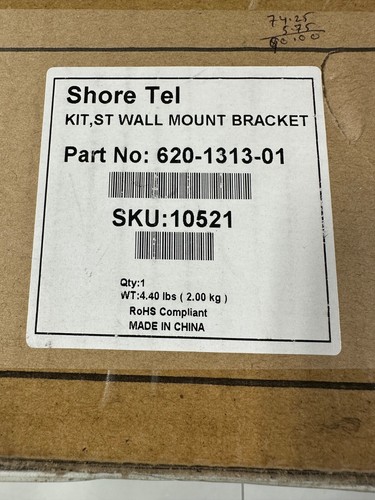 74.25
5.75
80.00
Shore Tel
KIT,ST WALL MOUNT BRACKET
Part No: 620-1313-01
SKU:10521
Qty:1
WT:4.40 lbs ( 2.00 kg )
RoHS Compliant
MADE IN CHINA